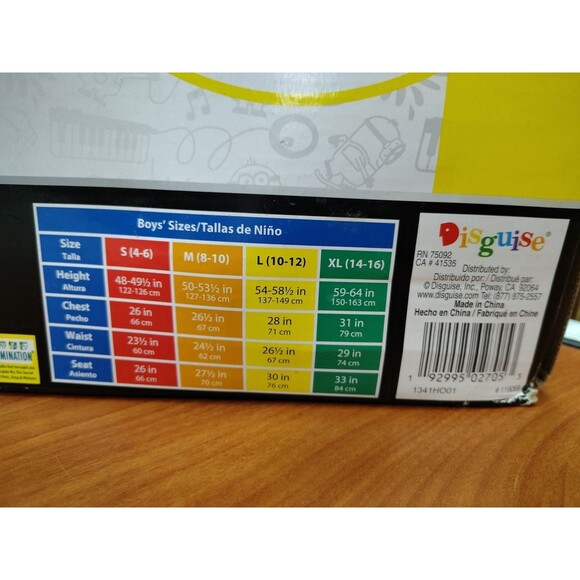 Boys' Sizes/Tallas de Niño
Size S (4-6) M (8-10) L (10-12) XL (14-16)
Talla
Height 48-49½ in 50-53½ in 54-58½ in 59-64 in
Altura 122-126 cm 127-136 cm 137-149 cm 150-163 cm
Chest 26 in 26½ in 28 in 31 in
Pecho 66 cm 67 cm 71 cm 79 cm
Waist 23½ in 24½ in 26½ in 29 in
Cintura 60 cm 62 cm 67 cm 74 cm
Seat 26 in 27½ in 30 in 33 in
Asiento 66 cm 70 cm 76 cm 84 cm
MINATION
Disguise®
RN 75092
CA # 41535
Distributed by:
Distribuido por:/ Distribué par:
©Disguise, Inc., Poway, CA. 92064
www.disguise.com Tel: (877) 875-2557
Made in China
Hecho en China / Fabriqué en Chine
1 92995 02705 3
1341HO01